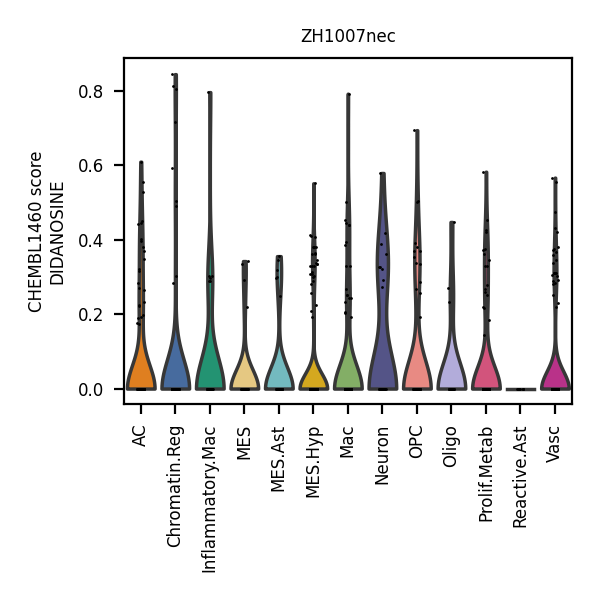 ZH1007nec
CHEMBL1460 score
DIDANOSINE
0.8
0.6
0.4
0.2
0.0
AC
Chromatin.Reg
Inflammatory.Mac
MES
MES.Ast
MES.Hyp
Mac
Neuron
OPC
Oligo
Prolif.Metab
Reactive.Ast
Vasc